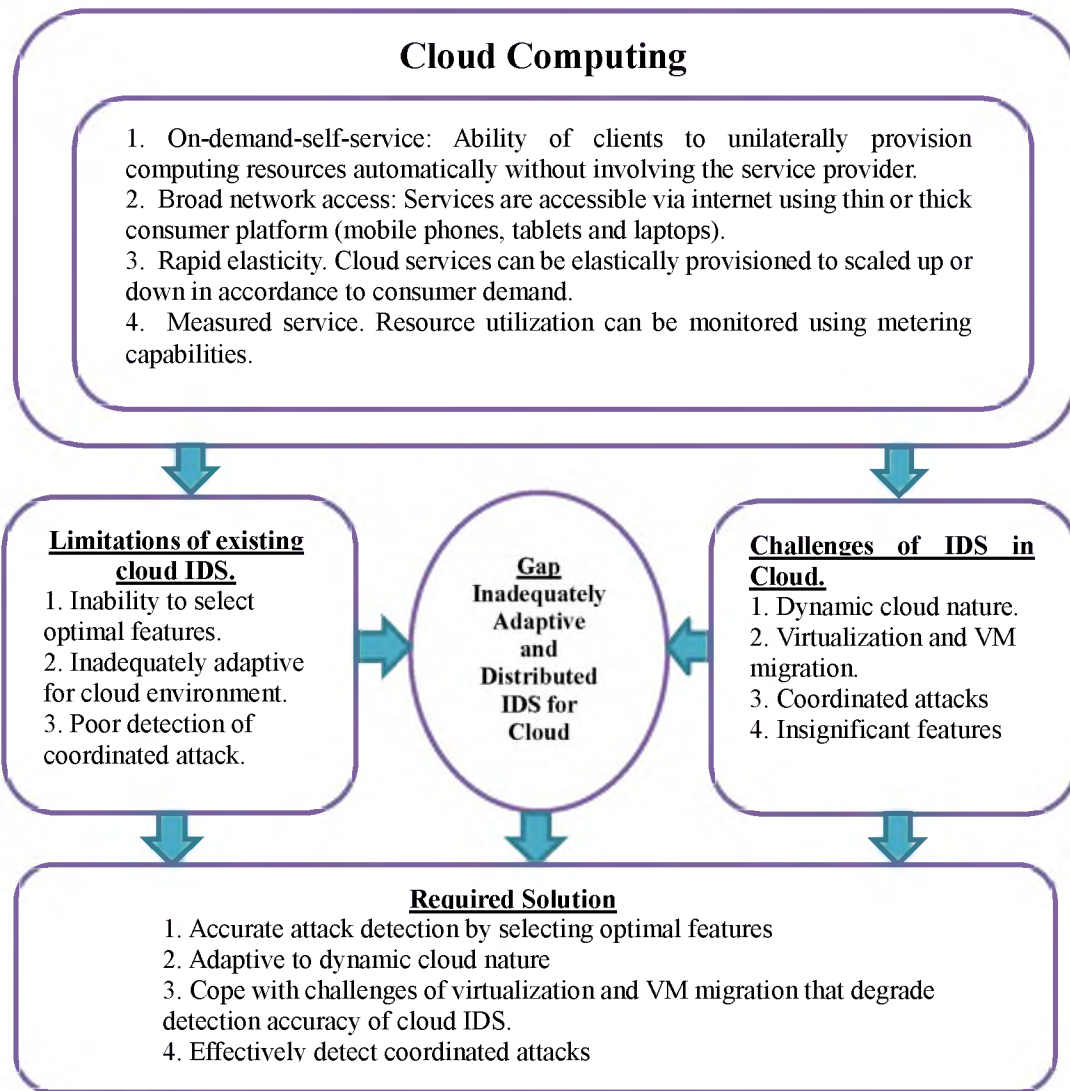 Cloud Computing
1. On-demand-self-service: Ability of clients to unilaterally provision
computing resources automatically without involving the service provider.
2. Broad network access: Services are accessible via internet using thin or thick
consumer platform (mobile phones, tablets and laptops).
3. Rapid elasticity. Cloud services can be elastically provisioned to scaled up or
down in accordance to consumer demand.
4. Measured service. Resource utilization can be monitored using metering
capabilities.
Limitations of existing
cloud IDS.
1. Inability to select
optimal features.
2. Inadequately adaptive
for cloud environment.
3. Poor detection of
coordinated attack.
Gap
Inadequately
Adaptive
and
Distributed
IDS for
Cloud
Challenges of IDS in
Cloud.
1. Dynamic cloud nature.
2. Virtualization and VM
migration.
3. Coordinated attacks
4. Insignificant features
Required Solution
1. Accurate attack detection by selecting optimal features
2. Adaptive to dynamic cloud nature
3. Cope with challenges of virtualization and VM migration that degrade
detection accuracy of cloud IDS.
4. Effectively detect coordinated attacks